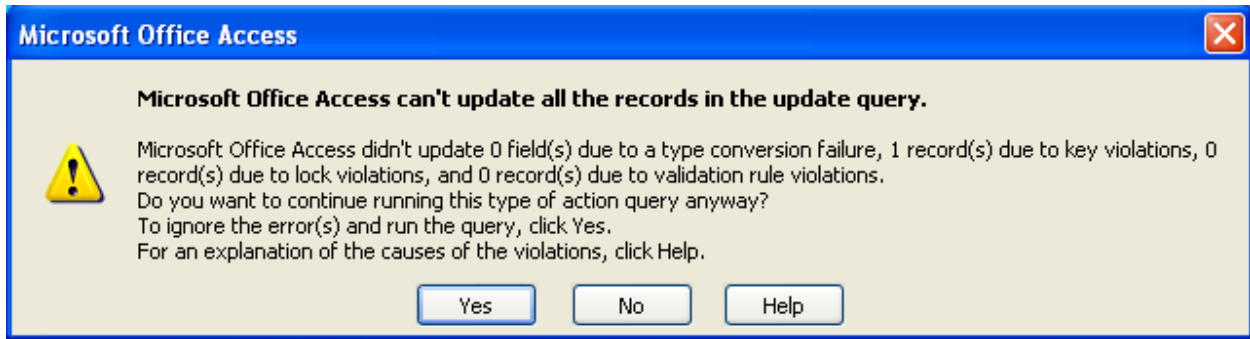 Microsoft Office Access
Microsoft Office Access can't update all the records in the update query.
Microsoft Office Access didn't update 0 field(s) due to a type conversion failure, 1 record(s) due to key violations, 0
record(s) due to lock violations, and 0 record(s) due to validation rule violations.
Do you want to continue running this type of action query anyway?
To ignore the error(s) and run the query, click Yes.
For an explanation of the causes of the violations, click Help.
Yes No Help